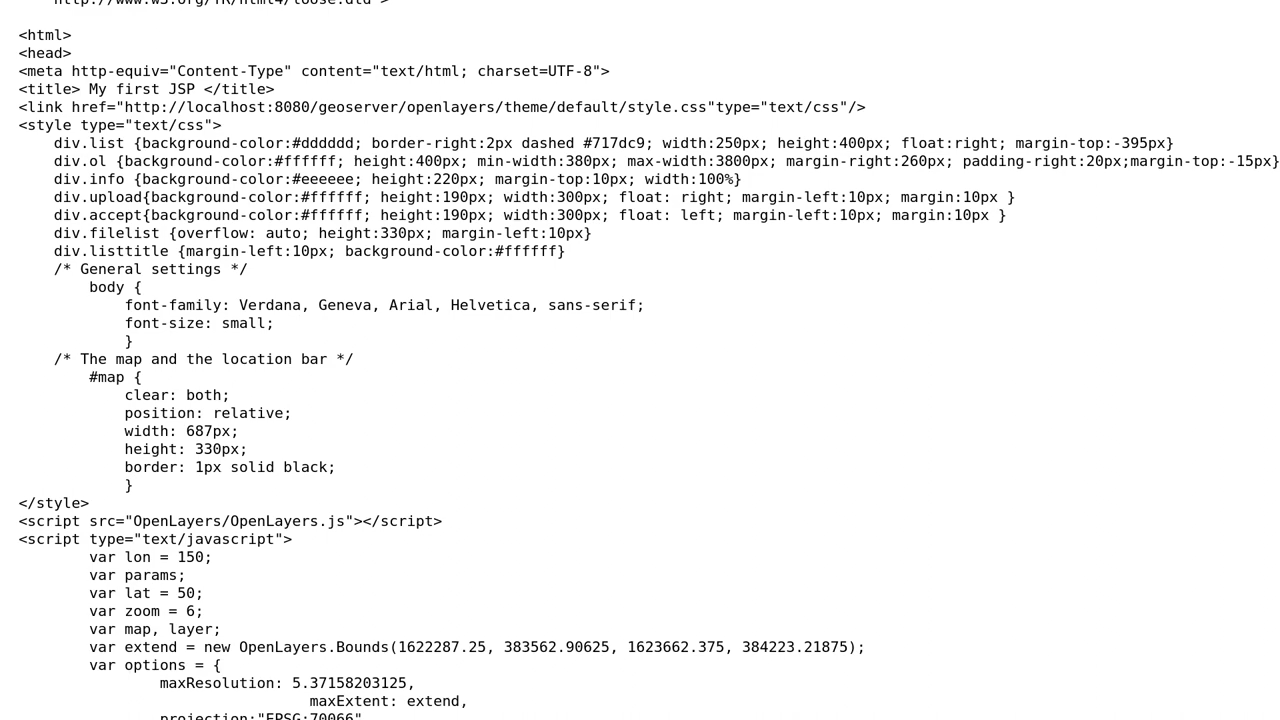 http://www.w3.org/TR/html4/loose.dtd">
<html>
<head>
<meta http-equiv="Content-Type" content="text/html; charset=UTF-8">
<title> My first JSP </title>
<link href="http://localhost:8080/geoserver/openlayers/theme/default/style.css"type="text/css"/>
<style type="text/css">
div.list {background-color:#dddddd; border-right:2px dashed #717dc9; width:250px; height:400px; float:right; margin-top:-395px}
div.ol {background-color:#ffffff; height:400px; min-width:380px; max-width:3800px; margin-right:260px; padding-right:20px;margin-top:-15px}
div.info {background-color:#eeeeee; height:220px; margin-top:10px; width:100%}
div.upload{background-color:#ffffff; height:190px; width:300px; float: right; margin-left:10px; margin:10px }
div.accept{background-color:#ffffff; height:190px; width:300px; float: left; margin-left:10px; margin:10px }
div.filelist {overflow: auto; height:330px; margin-left:10px}
div.listtitle {margin-left:10px; background-color:#ffffff}
/* General settings */
body {
font-family: Verdana, Geneva, Arial, Helvetica, sans-serif;
font-size: small;
}
/* The map and the location bar */
#map {
clear: both;
position: relative;
width: 687px;
height: 330px;
border: 1px solid black;
}
</style>
<script src="OpenLayers/OpenLayers.js"></script>
<script type="text/javascript">
var lon = 150;
var params;
var lat = 50;
var zoom = 6;
var map, layer;
var extend = new OpenLayers.Bounds(1622287.25, 383562.90625, 1623662.375, 384223.21875);
var options = {
maxResolution: 5.37158203125,
maxExtent: extend,
projection:"EPSG:70066"